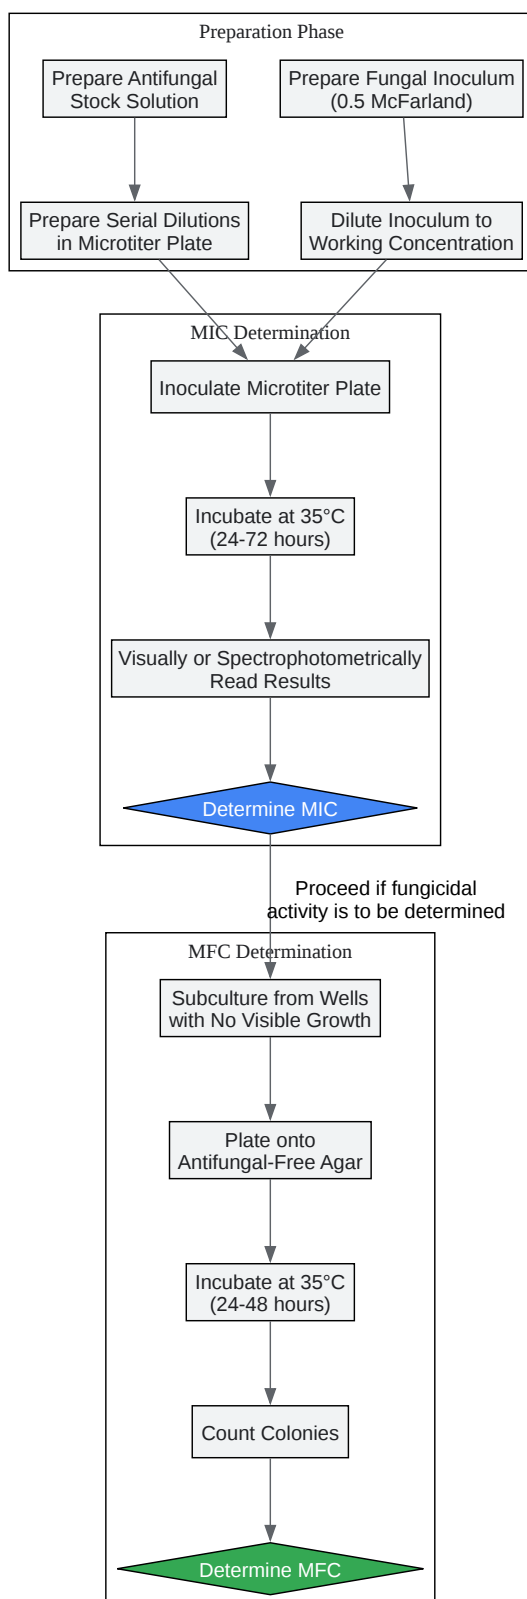 Preparation Phase
Prepare Antifungal
Stock Solution
Prepare Fungal Inoculum
(0.5 McFarland)
Prepare Serial Dilutions
in Microtiter Plate
Dilute Inoculum to
Working Concentration
MIC Determination
Inoculate Microtiter Plate
Incubate at 35°C
(24-72 hours)
Visually or Spectrophotometrically
Read Results
Determine MIC
Proceed if fungicidal
activity is to be determined
MFC Determination
Subculture from Wells
with No Visible Growth
Plate onto
Antifungal-Free Agar
Incubate at 35°C
(24-48 hours)
Count Colonies
Determine MFC